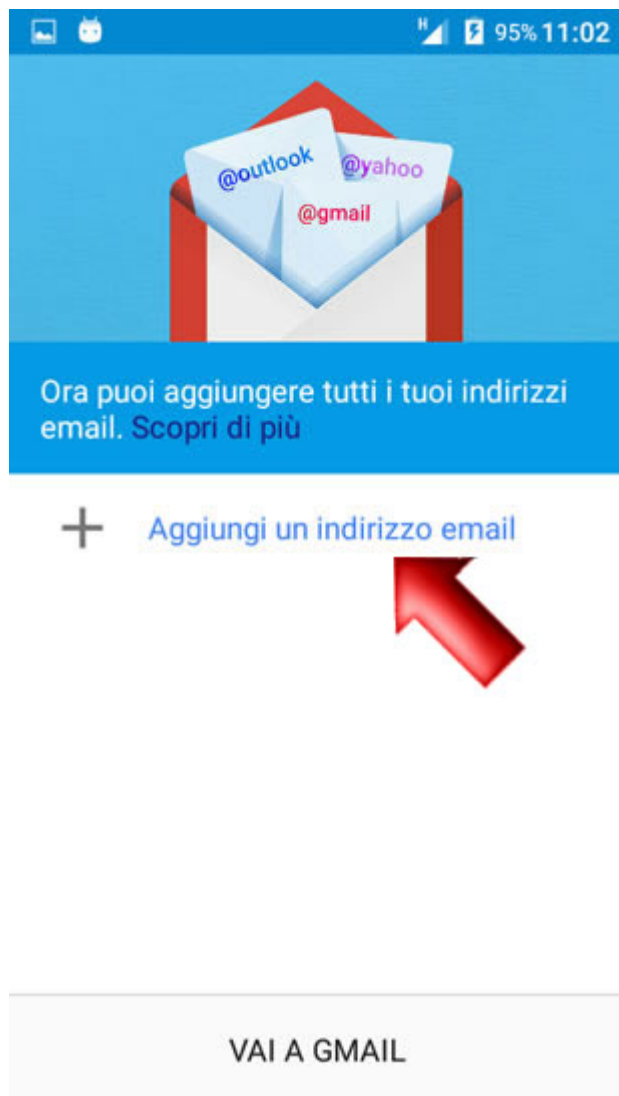 H 95% 11:02
@outlook @yahoo
@gmail
Ora puoi aggiungere tutti i tuoi indirizzi
email. Scopri di più
+ Aggiungi un indirizzo email
VAI A GMAIL